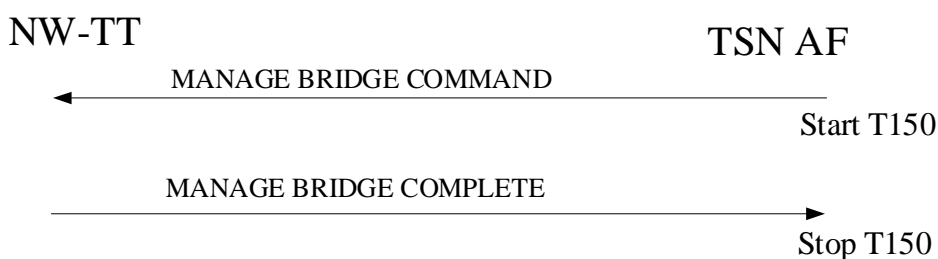 NW-TT
TSN AF
MANAGE BRIDGE COMMAND
Start T150
MANAGE BRIDGE COMPLETE
Stop T150